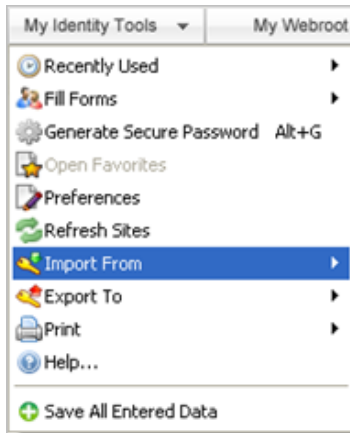 My Identity Tools My Webroot
Recently Used
Fill Forms
Generate Secure Password Alt+G
Open Favorites
Preferences
Refresh Sites
Import From
Export To
Print
Help...
Save All Entered Data